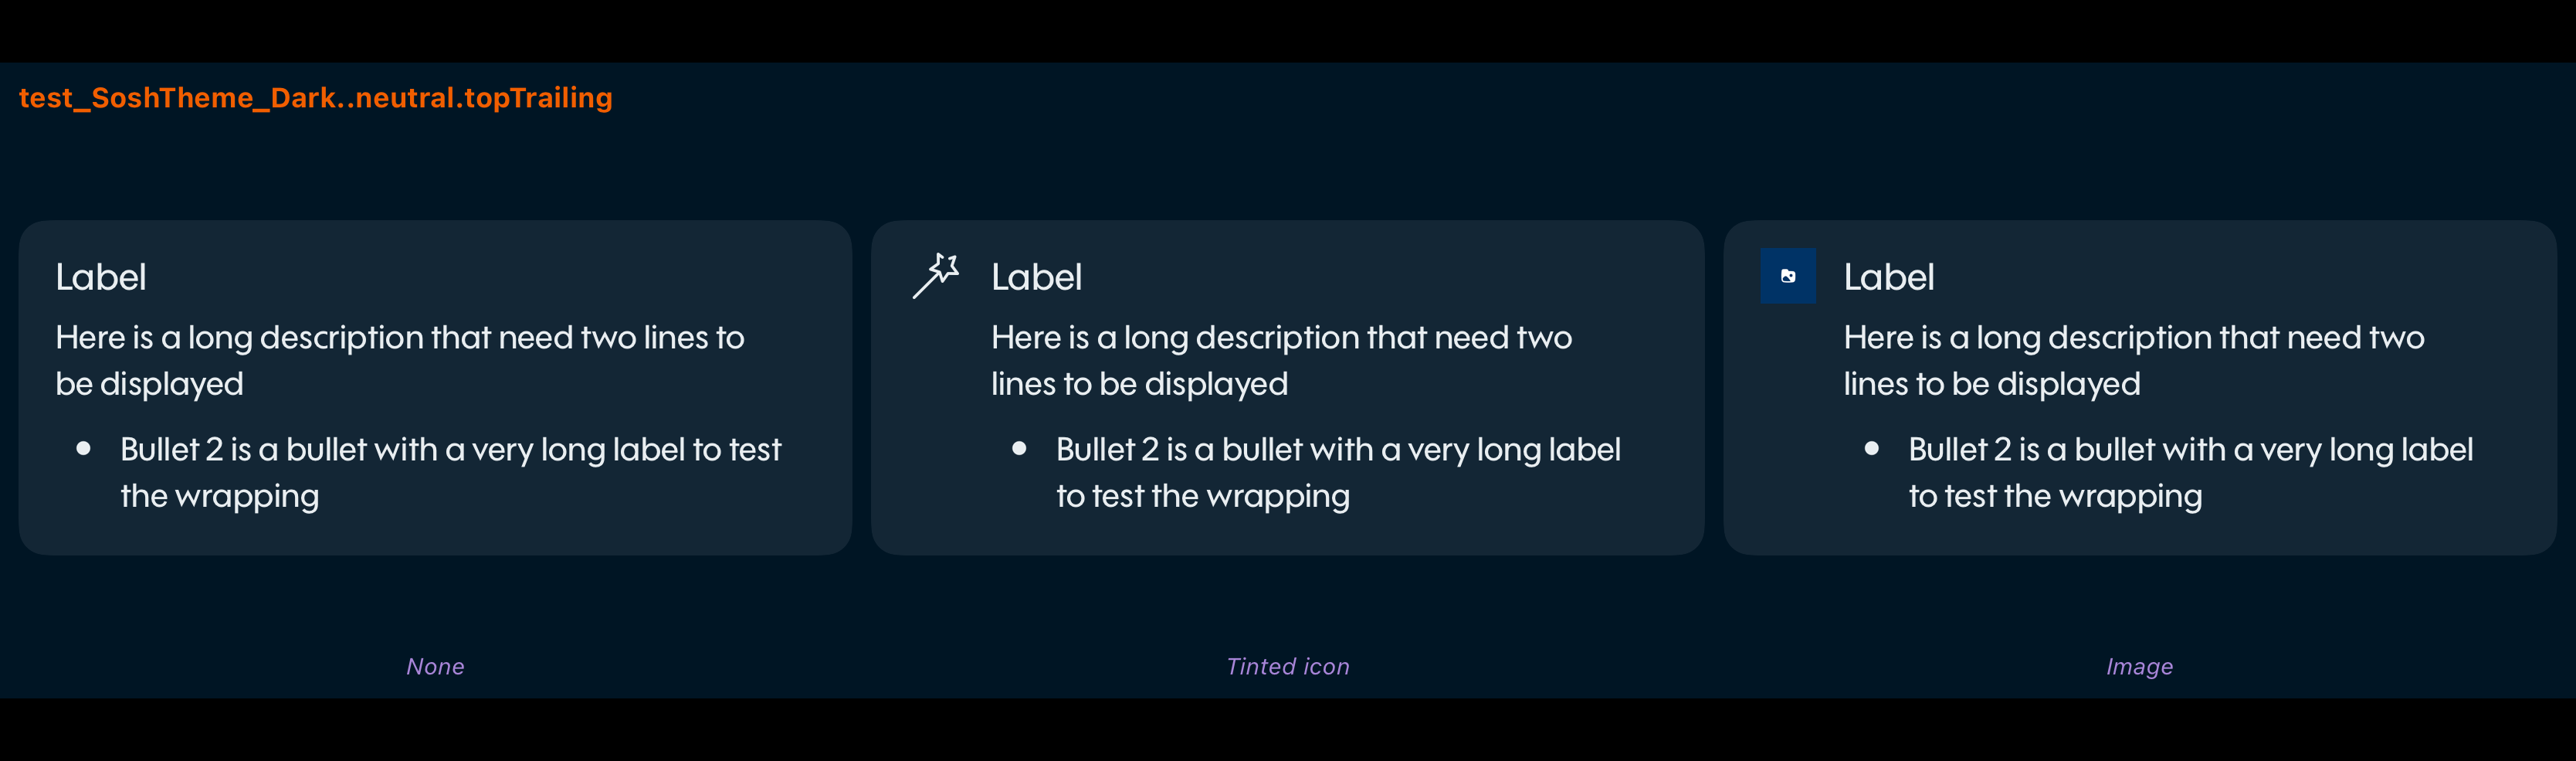 test_SoshTheme_Dark..neutral.topTrailing
Label
Here is a long description that need two lines to
be displayed
Bullet 2 is a bullet with a very long label to test
the wrapping
Label
Here is a long description that need two
lines to be displayed
Bullet 2 is a bullet with a very long label
to test the wrapping
Label
Here is a long description that need two
lines to be displayed
Bullet 2 is a bullet with a very long label
to test the wrapping
None
Tinted icon
Image